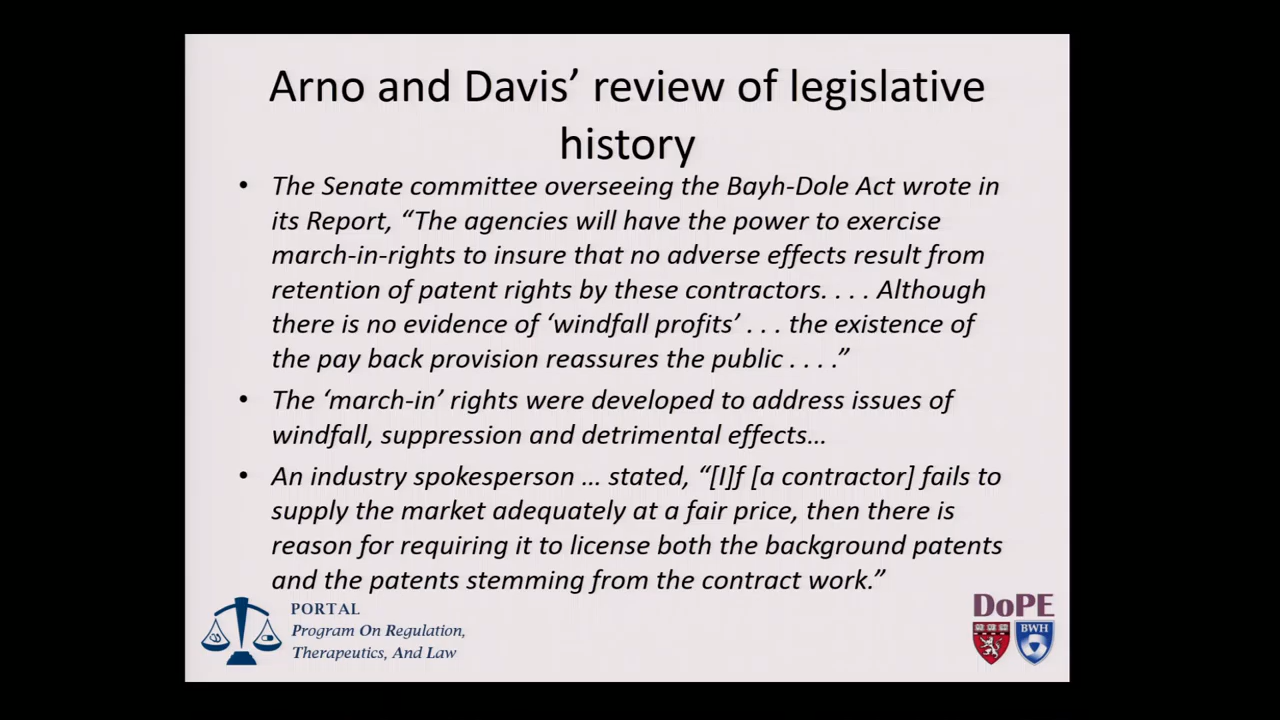 Arno and Davis’ review of legislative
history
• The Senate committee overseeing the Bayh-Dole Act wrote in
its Report, “The agencies will have the power to exercise
march-in-rights to insure that no adverse effects result from
retention of patent rights by these contractors. . . . Although
there is no evidence of ‘windfall profits’ . . . the existence of
the pay back provision reassures the public . . . .”
• The ‘march-in’ rights were developed to address issues of
windfall, suppression and detrimental effects…
• An industry spokesperson … stated, “[I]f [a contractor] fails to
supply the market adequately at a fair price, then there is
reason for requiring it to license both the background patents
and the patents stemming from the contract work.”
PORTAL
Program On Regulation,
Therapeutics, And Law
DoPE
BWH